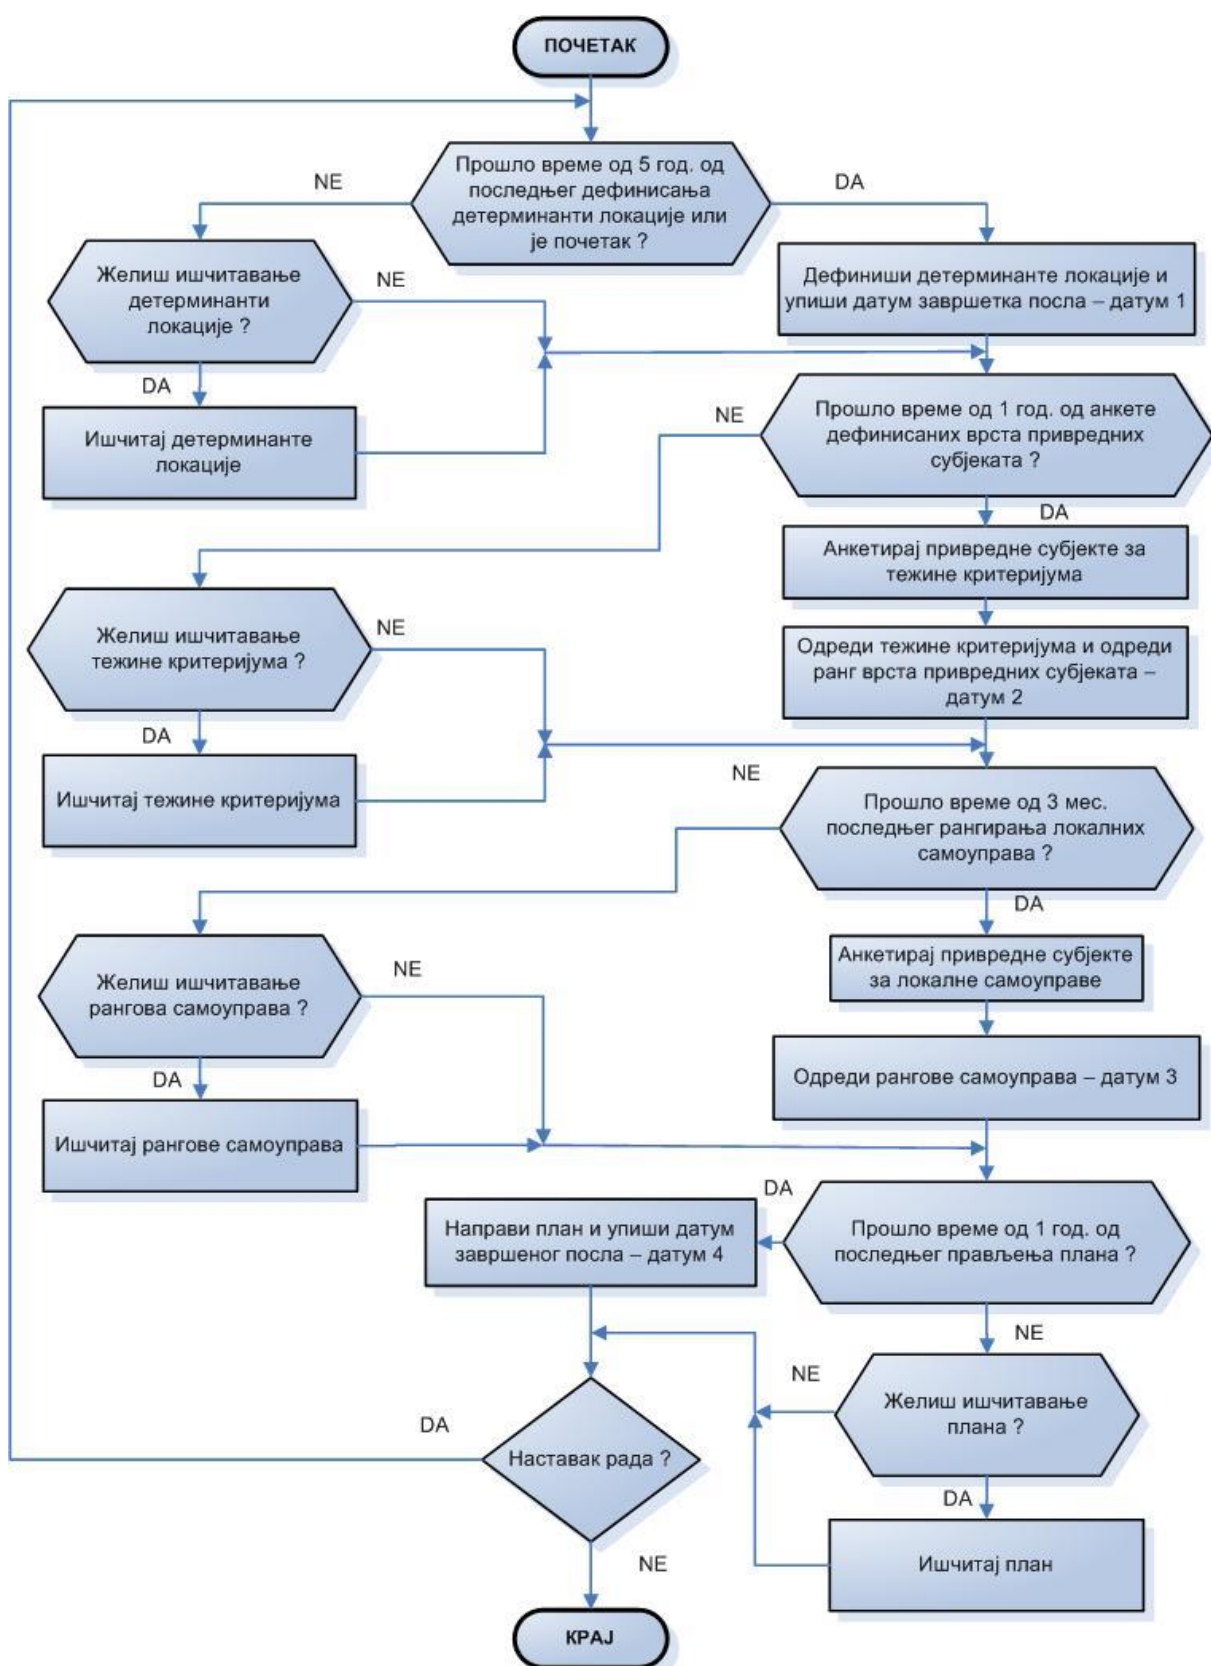 ПОЧЕТАК
Прошло време од 5 год. од
последњег дефинисања
детерминанти локације или
је почетак ?
NE
DA
Желиш ишчитавање
детерминанти
локације ?
NE
Дефиниши детерминанте локације и
упиши датум завршетка посла – датум 1
DA
Ишчитај детерминанте
локације
NE
Прошло време од 1 год. од анкете
дефинисаних врста привредних
субјеката ?
DA
Анкетирај привредне субјекте за
тежине критеријума
Желиш ишчитавање
тежине критеријума ?
NE
Одреди тежине критеријума и одреди
ранг врста привредних субјеката –
датум 2
DA
Ишчитај тежине критеријума
NE
Прошло време од 3 мес.
последњег рангирања локалних
самоуправа ?
DA
Анкетирај привредне субјекте
за локалне самоуправе
Желиш ишчитавање
рангова самоуправа ?
NE
Одреди рангове самоуправа – датум 3
DA
Ишчитај рангове самоуправа
DA
Прошло време од 1 год. од
последњег прављења плана ?
Направи план и упиши датум
завршеног посла – датум 4
NE
NE
Желиш ишчитавање
плана ?
DA
Наставак рада ?
DA
Ишчитај план
NE
КРАЈ